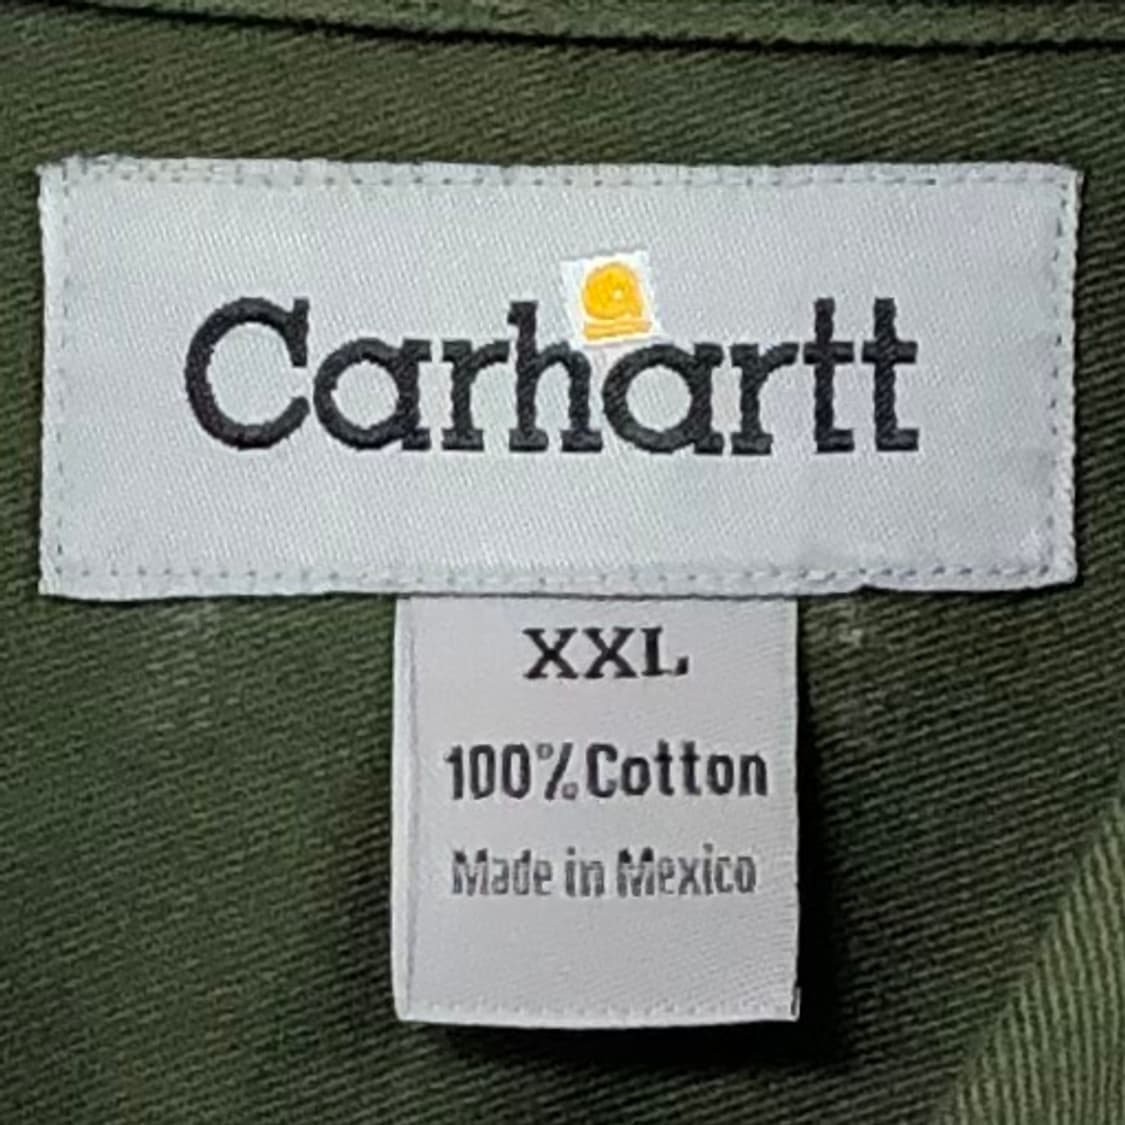 Carhartt
XXL
100% Cotton
Made in Mexico